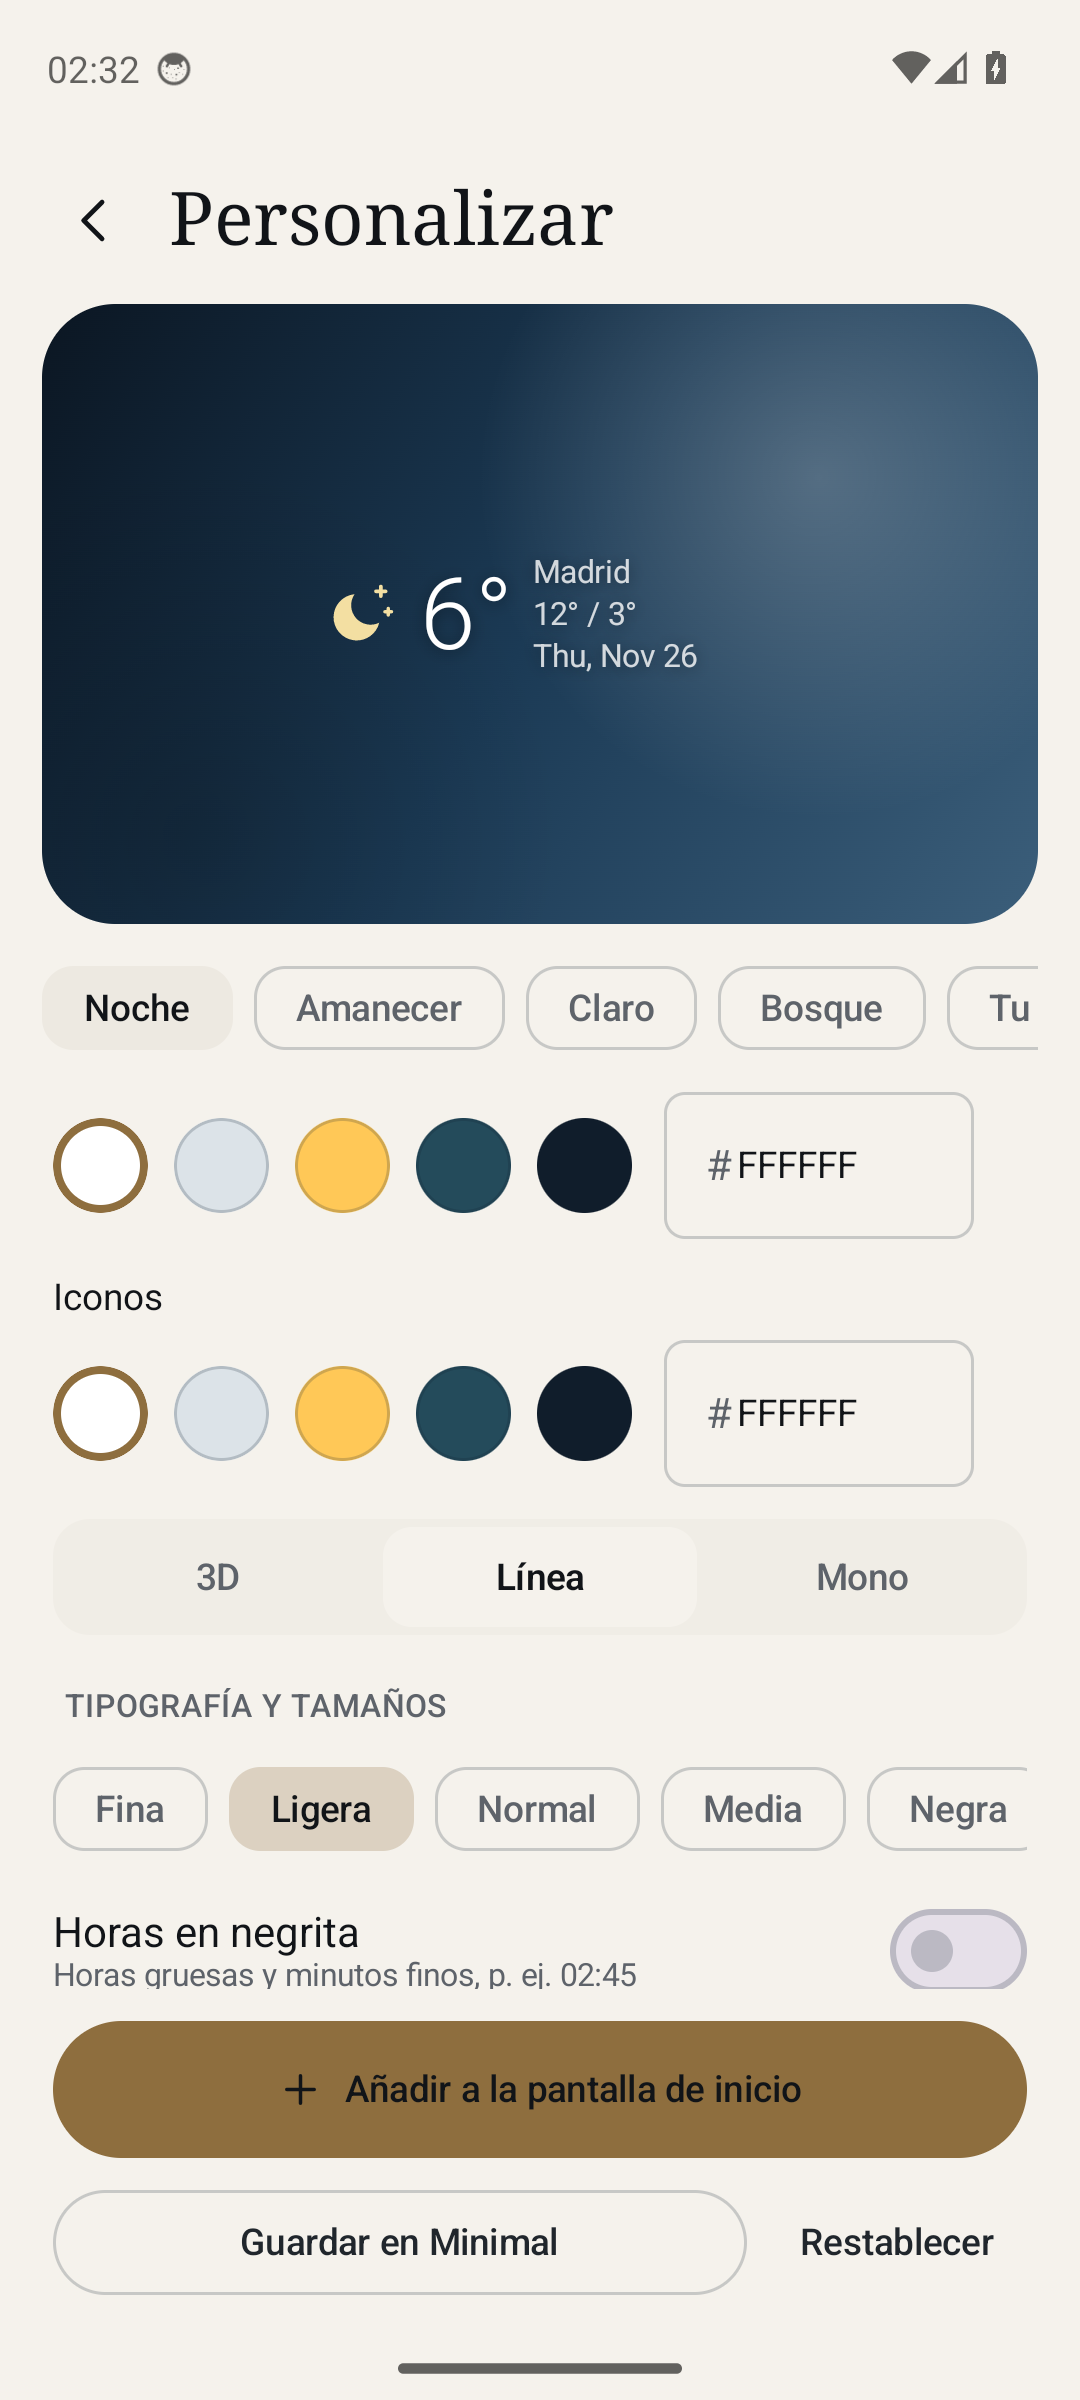 02:32
Personalizar
6°
Madrid
12° / 3°
Thu, Nov 26
Noche
Amanecer
Claro
Bosque
Tu
#FFFFFF
Iconos
#FFFFFF
3D
Línea
Mono
TIPOGRAFÍA Y TAMAÑOS
Fina
Ligera
Normal
Media
Negra
Horas en negrita
Horas gruesas y minutos finos, p. ej. 02:45
Añadir a la pantalla de inicio
Guardar en Minimal
Restablecer